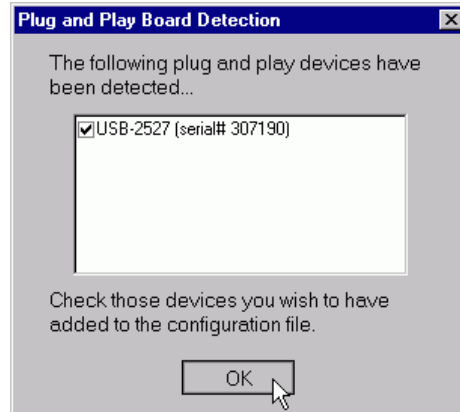 Plug and Play Board Detection
The following plug and play devices have
been detected...
USB-2527 (serial# 307190)
Check those devices you wish to have
added to the configuration file.
OK